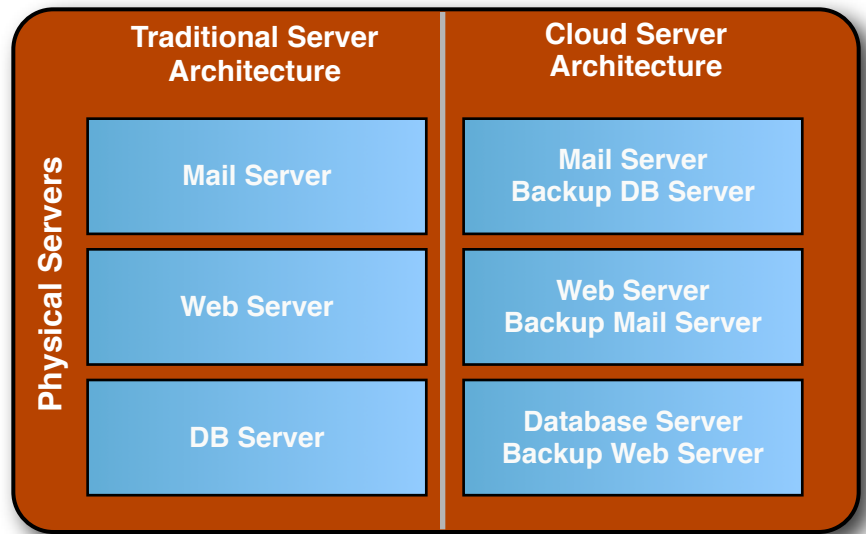 Traditional Server
Architecture
Cloud Server
Architecture
Physical Servers
Mail Server
Mail Server
Backup DB Server
Web Server
Web Server
Backup Mail Server
DB Server
Database Server
Backup Web Server